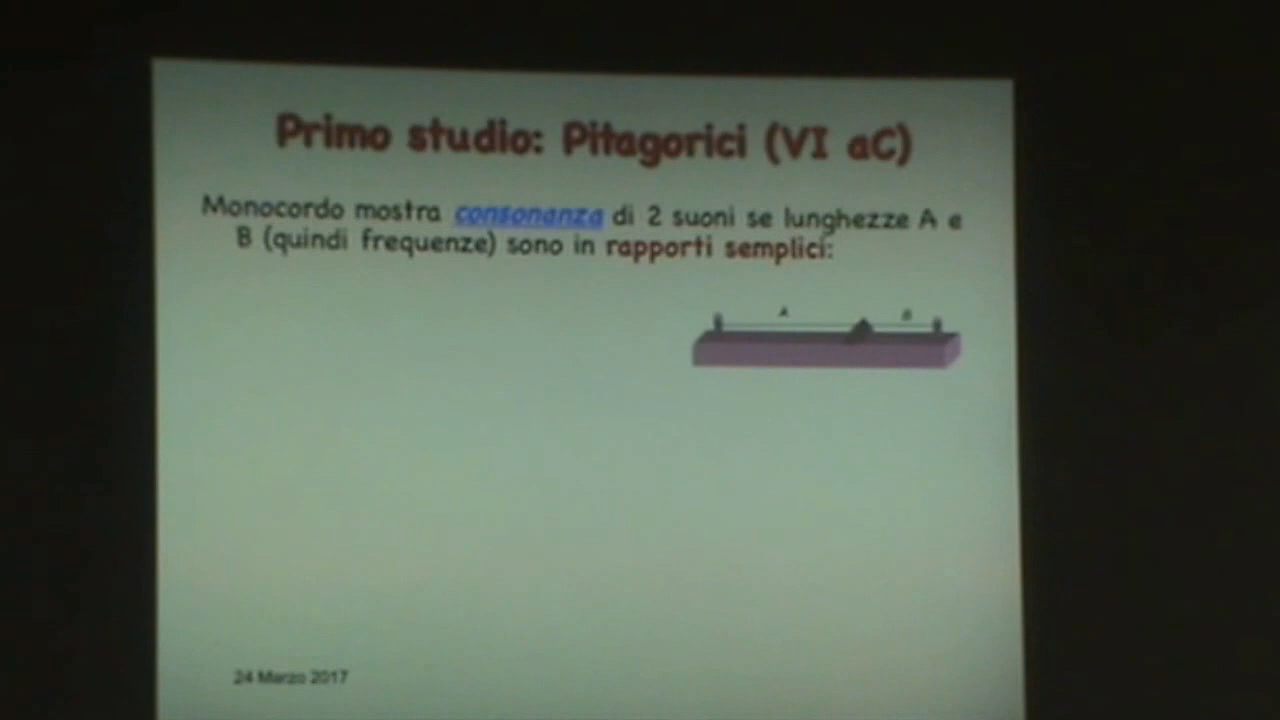 Primo studio: Pitagorici (VI aC)
Monocordo mostra consonanza di 2 suoni se lunghezze A e
B (quindi frequenze) sono in rapporti semplici:
A B
24 Marzo 2017